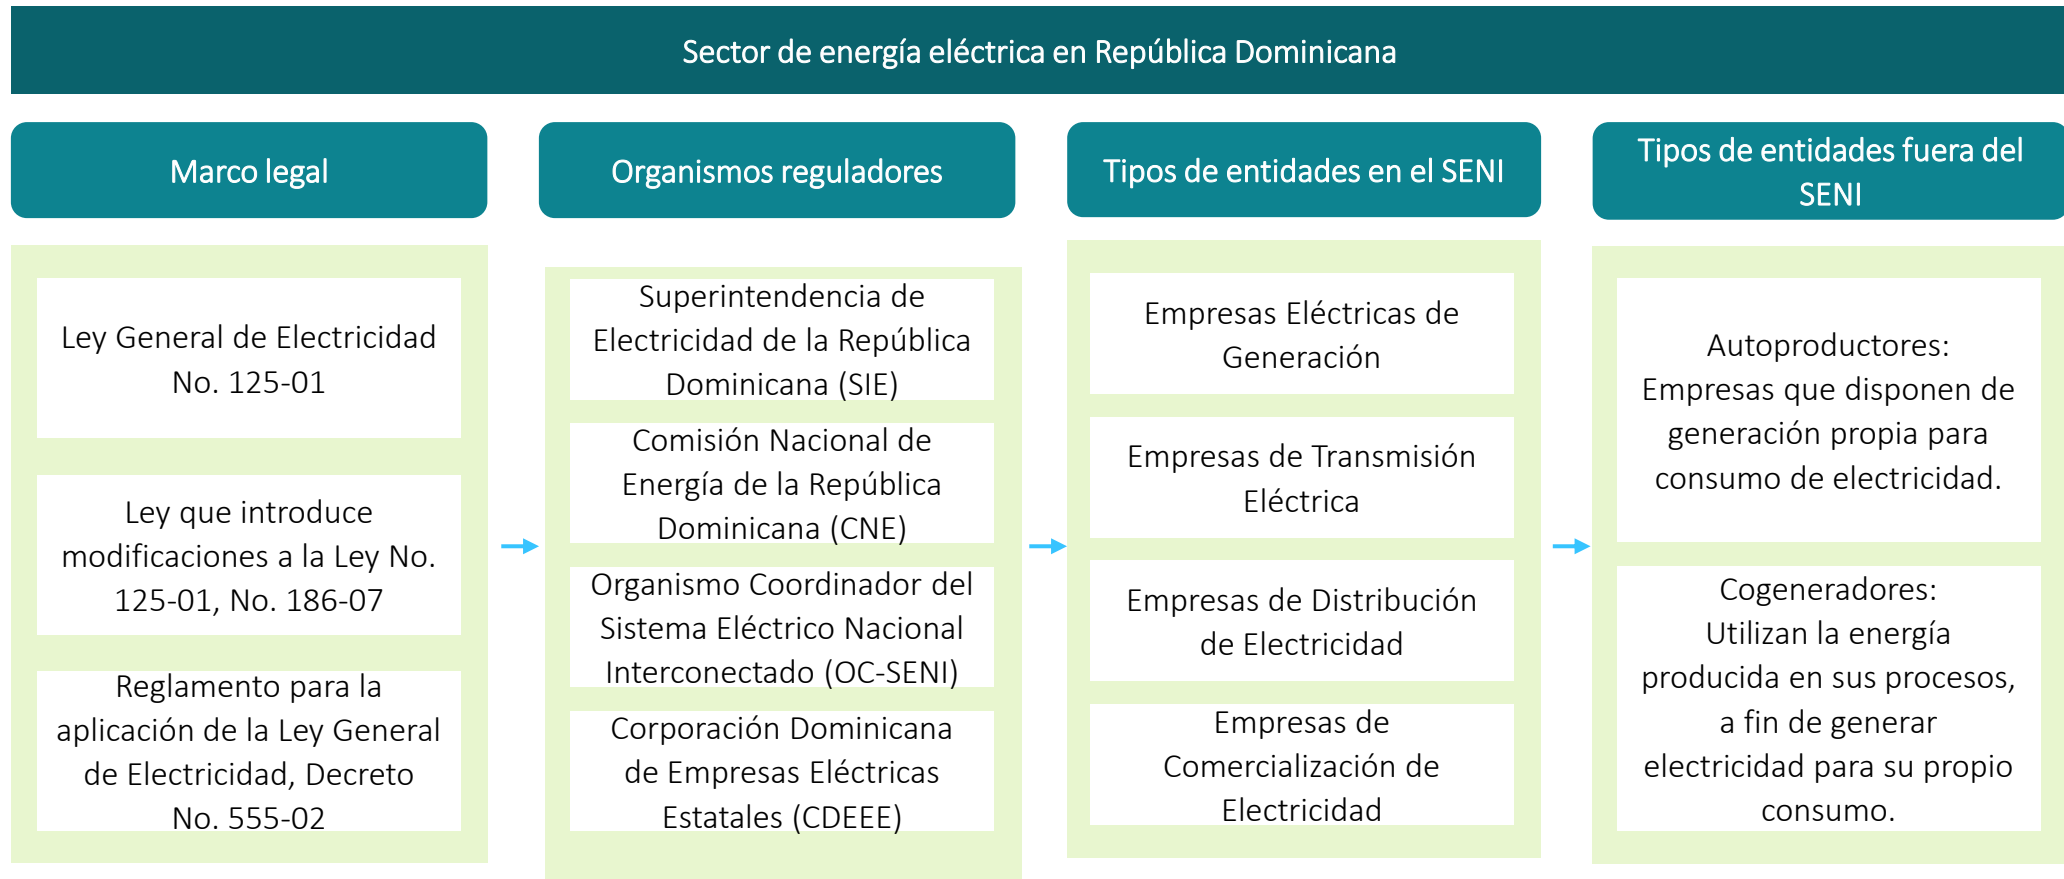 Sector de energía eléctrica en República Dominicana
Marco legal
Ley General de Electricidad
No. 125-01
Ley que introduce
modificaciones a la Ley No.
125-01, No. 186-07
Reglamento para la
aplicación de la Ley General
de Electricidad, Decreto
No. 555-02
Organismos reguladores
Superintendencia de
Electricidad de la República
Dominicana (SIE)
Comisión Nacional de
Energía de la República
Dominicana (CNE)
Organismo Coordinador del
Sistema Eléctrico Nacional
Interconectado (OC-SENI)
Corporación Dominicana
de Empresas Eléctricas
Estatales (CDEEE)
Tipos de entidades en el SENI
Empresas Eléctricas de
Generación
Empresas de Transmisión
Eléctrica
Empresas de Distribución
de Electricidad
Empresas de
Comercialización de
Electricidad
Tipos de entidades fuera del
SENI
Autoproductores:
Empresas que disponen de
generación propia para
consumo de electricidad.
Cogeneradores:
Utilizan la energía
producida en sus procesos,
a fin de generar
electricidad para su propio
consumo.